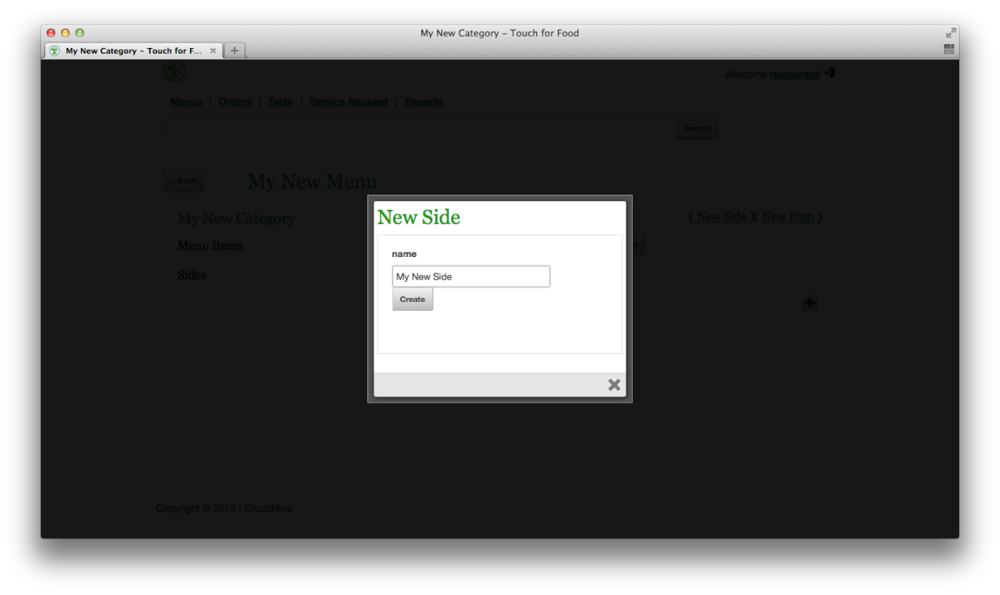 My New Category – Touch for Food
My New Category – Touch for F...
Welcome restaurant!
Menus | Orders | Table | Service Request | Reports
Search
< Back
My New Menu
My New Category
( New Side )( New Item )
Menu Items
Sides
New Side
name
My New Side
Create
Copyright © 2013 / CloudNine